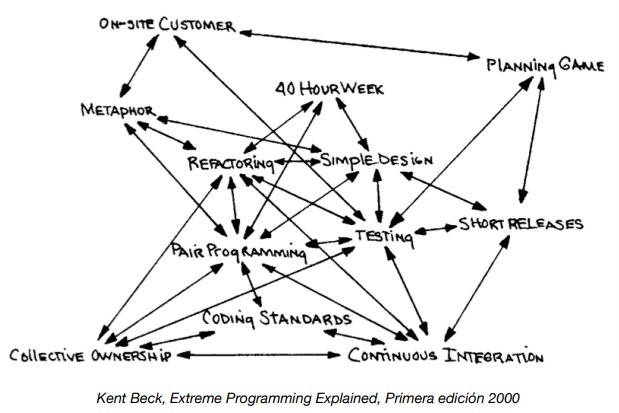 ON-SITE CUSTOMER
PLANNING GAME
40 HOUR WEEK
METAPHOR
REFACTORING
SIMPLE DESIGN
SHORT RELEASES
TESTING
PAIR PROGRAMMING
CODING STANDARDS
COLLECTIVE OWNERSHIP
CONTINUOUS INTEGRATION
Kent Beck, Extreme Programming Explained, Primera edición 2000